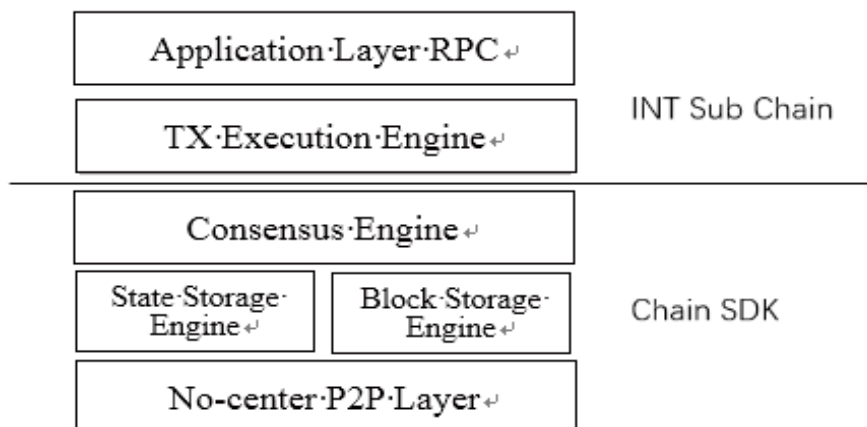 Application·Layer·RPC↵
INT Sub Chain
TX·Execution·Engine↵
Consensus·Engine↵
State·Storage·
Engine↵
Block·Storage·
Engine↵
Chain SDK
No-center·P2P·Layer↵